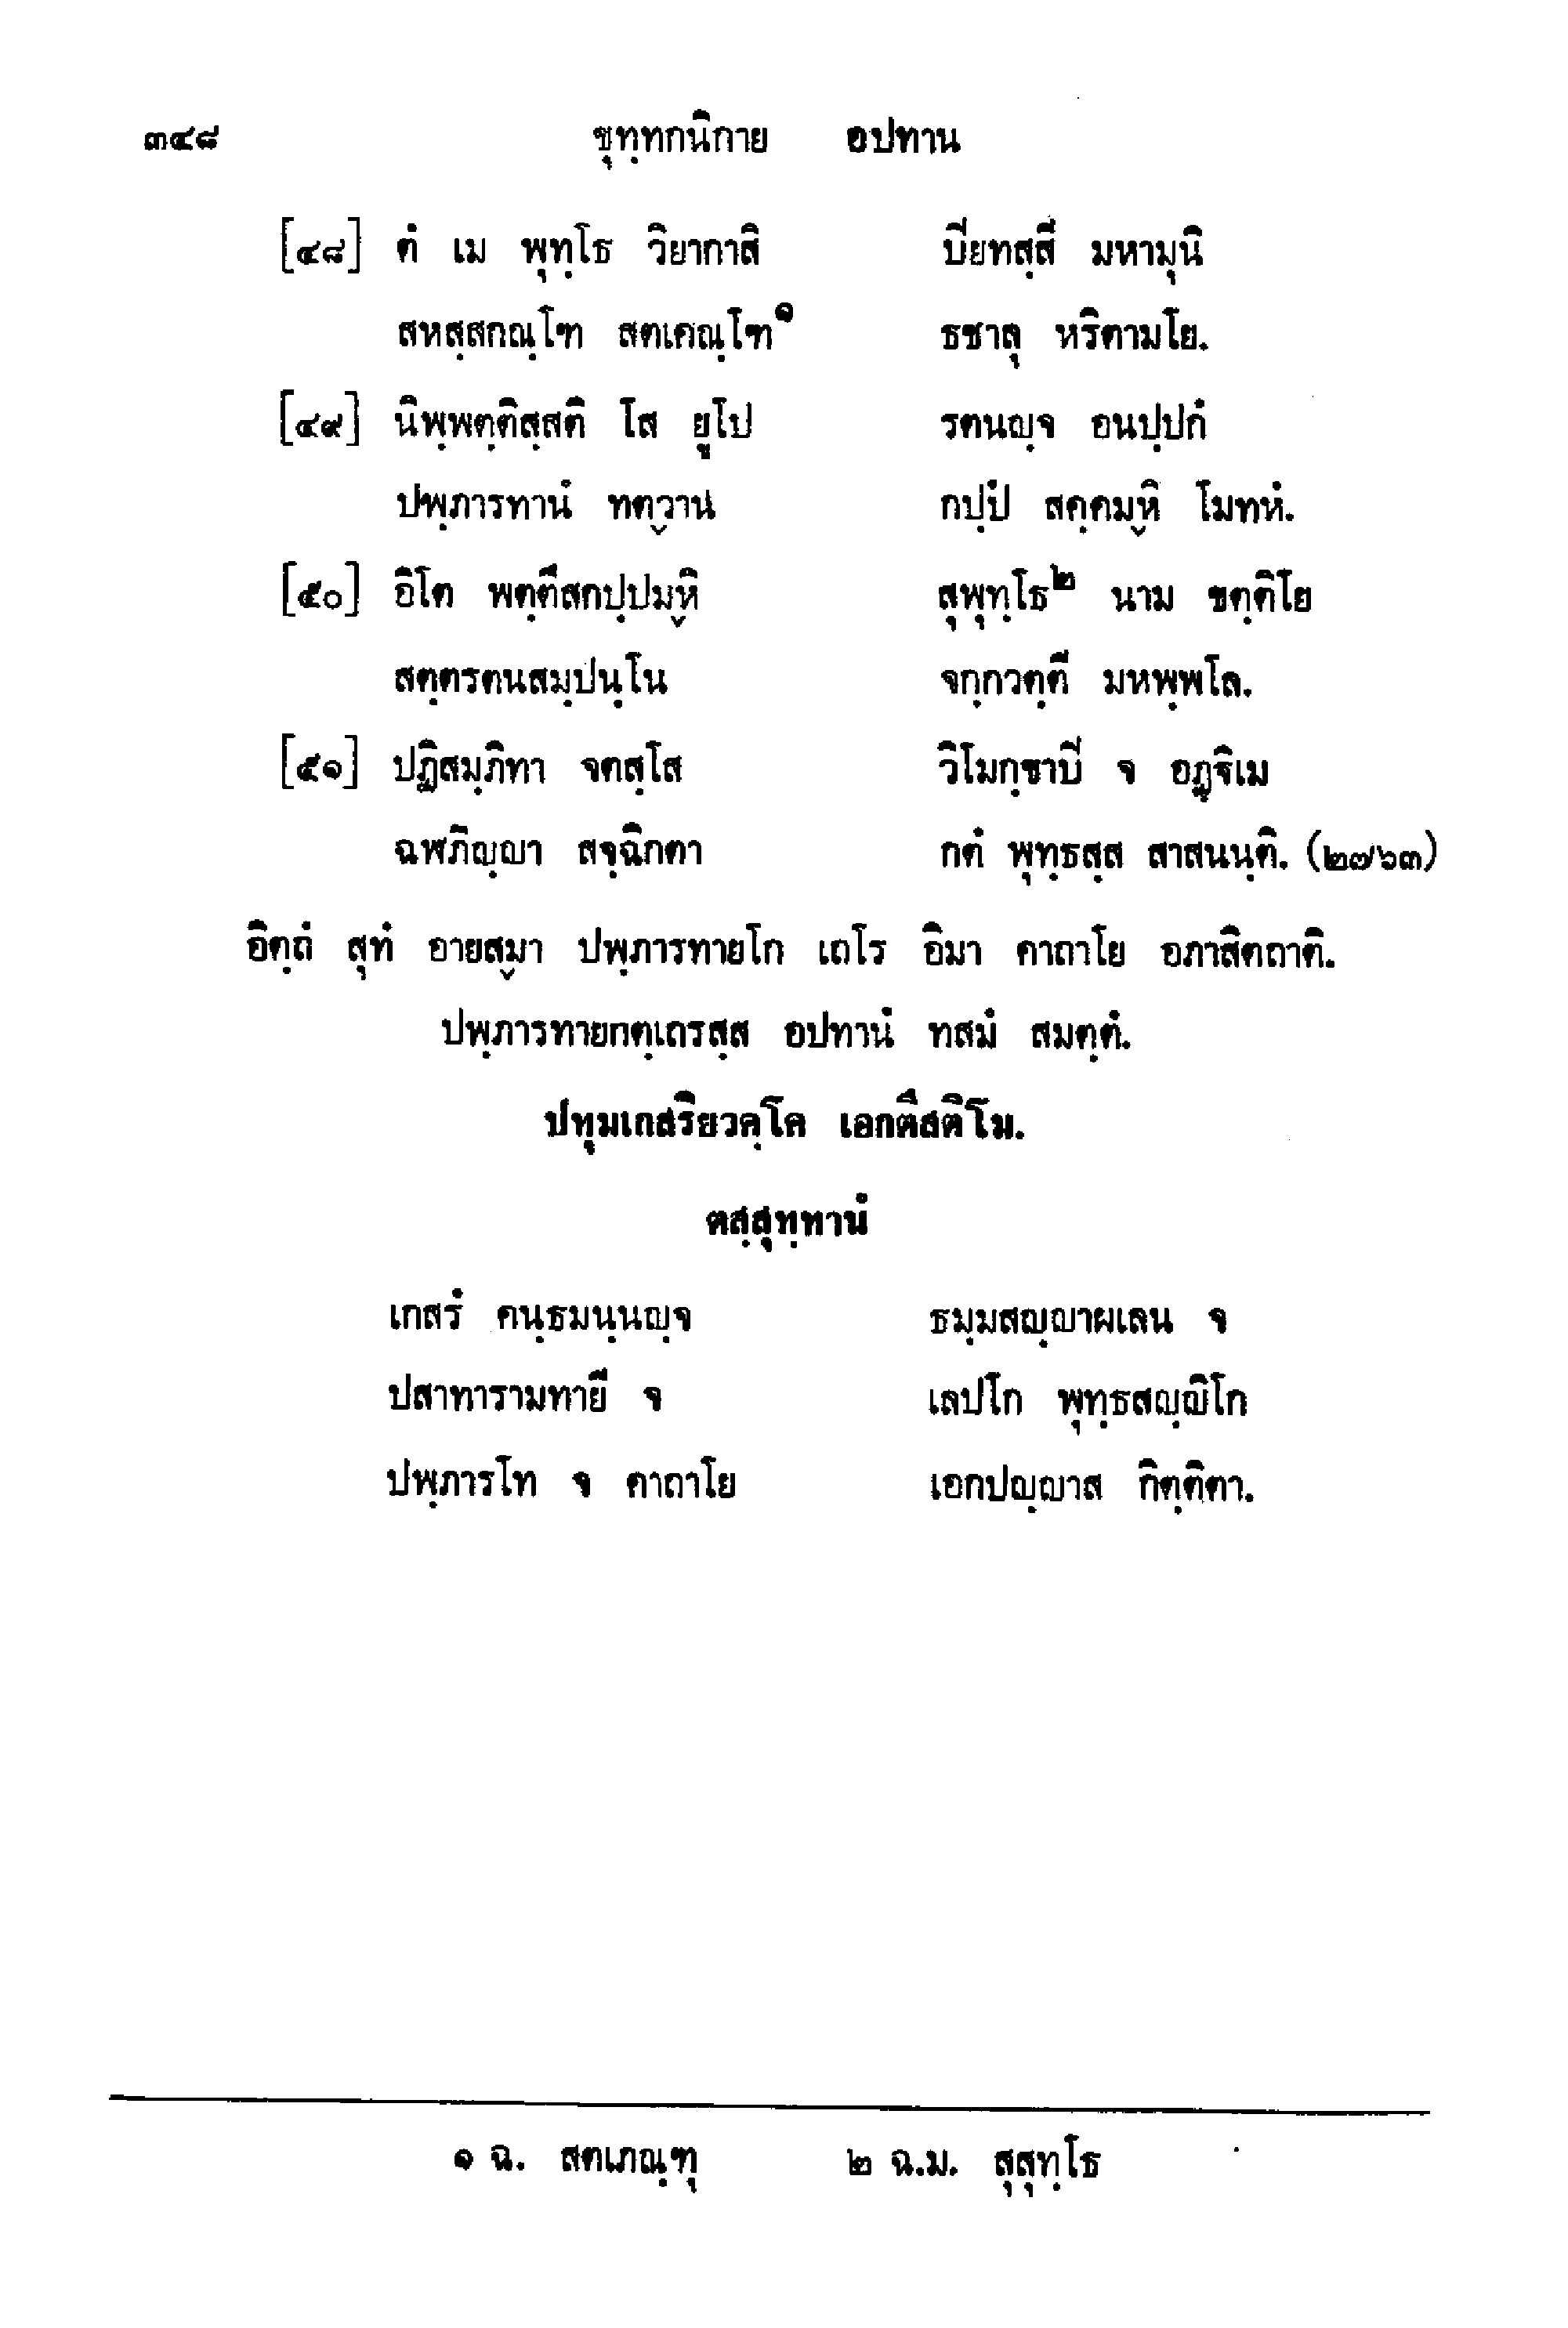 ๓๔๘ ขุทฺทกนิกาย อปทาน
[๔๘] ตํ เม พุทฺโธ วิยากาสิ ปิยทสฺสี มหามุนิ
สหสฺสกณฺโฑ สตเคณฺโฑ๑ ธชาลุ หริตามโย.
[๔๙] นิพฺพตฺติสฺสติ โส ยูโป รตนญฺจ อนปฺปกํ
ปพฺภารทานํ ทตฺวาน กปฺปํ สคฺคมฺหิ โมทหํ.
[๕๐] อิโต พตฺตึสกปฺปมฺหิ สุพุทฺโธ๒ นาม ขตฺติโย
สตฺตรตนสมฺปนฺโน จกฺกวตฺตี มหพฺพโล.
[๕๑] ปฏิสมฺภิทา จตสฺโส วิโมกฺขาปิ จ อฏฺฐิเม
ฉฬภิญฺญา สจฺฉิกตา กตํ พุทฺธสฺส สาสนนฺติ. (๒๗๖๓)
อิตฺถํ สุทํ อายสฺมา ปพฺภารทายโก เถโร อิมา คาถาโย อภาสิตฺถาติ.
ปพฺภารทายกตฺเถรสฺส อปทานํ ทสมํ สมตฺตํ.
ปทุมเกสริยวคฺโค เอกตึสติโม.
ตสฺสุทฺทานํ
เกสรํ คนฺธมนฺนญฺจ ธมฺมสญฺญาผเลน จ
ปสาทารามทายี จ เลปโก พุทฺธสญฺญิโก
ปพฺภารโท จ คาถาโย เอกปญฺญาส กิตฺติตา.
๑ ฉ. สตเภณฺฑุ ๒ ฉ.ม. สุสุทฺโธ